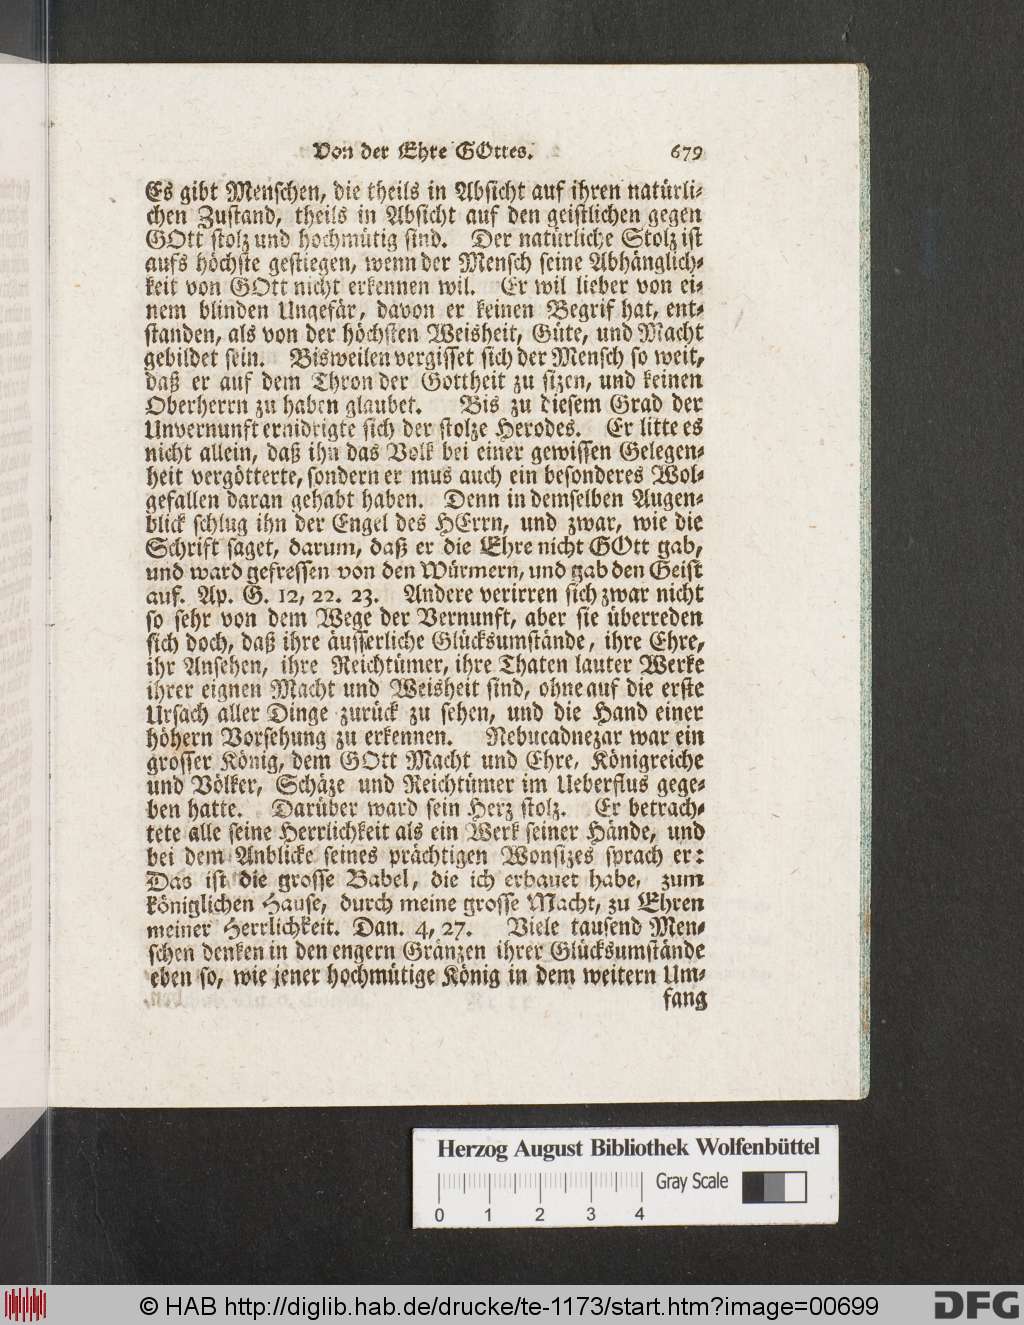 Von der Ehre GOttes. 679
Es gibt Menschen, die theils in Absicht auf ihren natürli-
chen Zustand, theils in Absicht auf den geistlichen gegen
GOtt stolz und hochmütig sind. Der natürliche Stolz ist
aufs höchste gestiegen, wenn der Mensch seine Abhänglich-
keit von GOtt nicht erkennen wil. Er wil lieber von ei-
nem blinden Ungefär, davon er keinen Begrif hat, ent-
standen, als von der höchsten Weisheit, Güte, und Macht
gebildet sein. Bisweilen vergisset sich der Mensch so weit,
daß er auf dem Thron der Gottheit zu sizen, und keinen
Oberherrn zu haben glaubet. Bis zu diesem Grad der
Unvernunft ernidrigte sich der stolze Herodes. Er litte es
nicht allein, daß ihn das Volk bei einer gewissen Gelegen-
heit vergötterte, sondern er mus auch ein besonderes Wol-
gefallen daran gehabt haben. Denn in demselben Augen-
blick schlug ihn der Engel des HErrn, und zwar, wie die
Schrift saget, darum, daß er die Ehre nicht GOtt gab,
und ward gefressen von den Würmern, und gab den Geist
auf. Ap. G. 12, 22. 23. Andere verirren sich zwar nicht
so sehr von dem Wege der Vernunft, aber sie überreden
sich doch, daß ihre äusserliche Glücksumstände, ihre Ehre,
ihr Ansehen, ihre Reichtümer, ihre Thaten lauter Werke
ihrer eignen Macht und Weisheit sind, ohne auf die erste
Ursach aller Dinge zurück zu sehen, und die Hand einer
höhern Vorsehung zu erkennen. Nebucadnezar war ein
grosser König, dem GOtt Macht und Ehre, Königreiche
und Völker, Schäze und Reichtümer im Ueberflus gege-
ben hatte. Darüber ward sein Herz stolz. Er betrach-
tete alle seine Herrlichkeit als ein Werk seiner Hände, und
bei dem Anblicke seines prächtigen Wonsizes sprach er:
Das ist die grosse Babel, die ich erbauet habe, zum
königlichen Hause, durch meine grosse Macht, zu Ehren
meiner Herrlichkeit. Dan. 4, 27. Viele tausend Men-
schen denken in den engern Gränzen ihrer Glücksumstände
eben so, wie jener hochmütige König in dem weitern Um-
fang
Herzog August Bibliothek Wolfenbüttel
Gray Scale
0 1 2 3 4
© HAB http://diglib.hab.de/drucke/te-1173/start.htm?image=00699
DFG